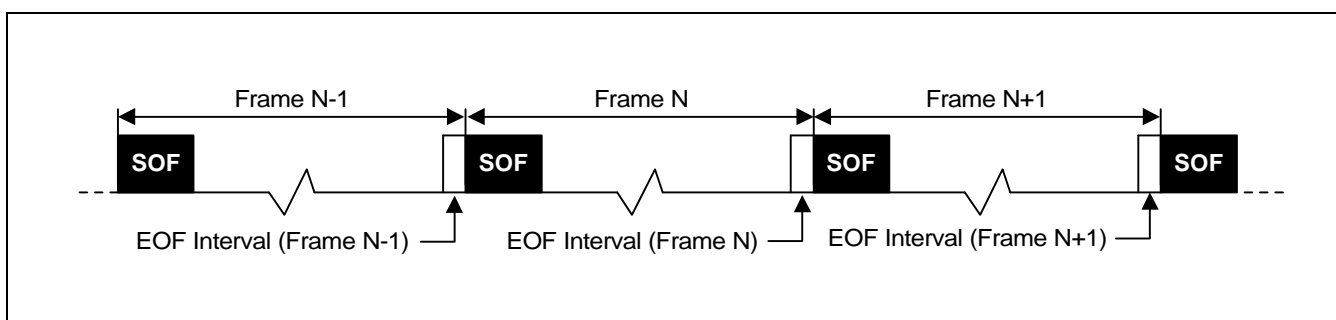 Frame N-1
Frame N
Frame N+1
SOF
SOF
SOF
SOF
EOF Interval (Frame N-1)
EOF Interval (Frame N)
EOF Interval (Frame N+1)